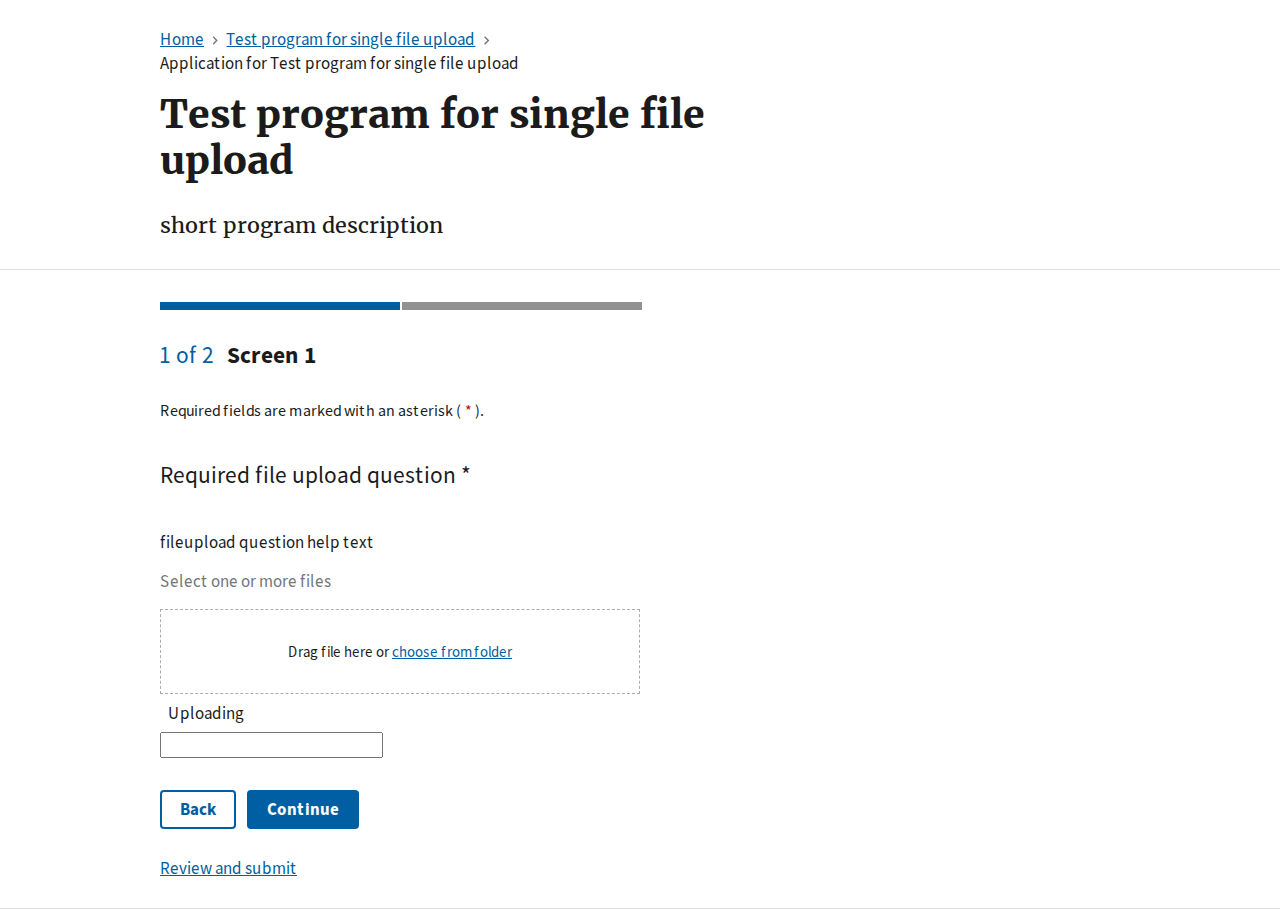 Home > Test program for single file upload >
Application for Test program for single file upload
Test program for single file
upload
short program description
1 of 2 Screen 1
Required fields are marked with an asterisk ( * ).
Required file upload question *
fileupload question help text
Select one or more files
Drag file here or choose from folder
Uploading
Back Continue
Review and submit